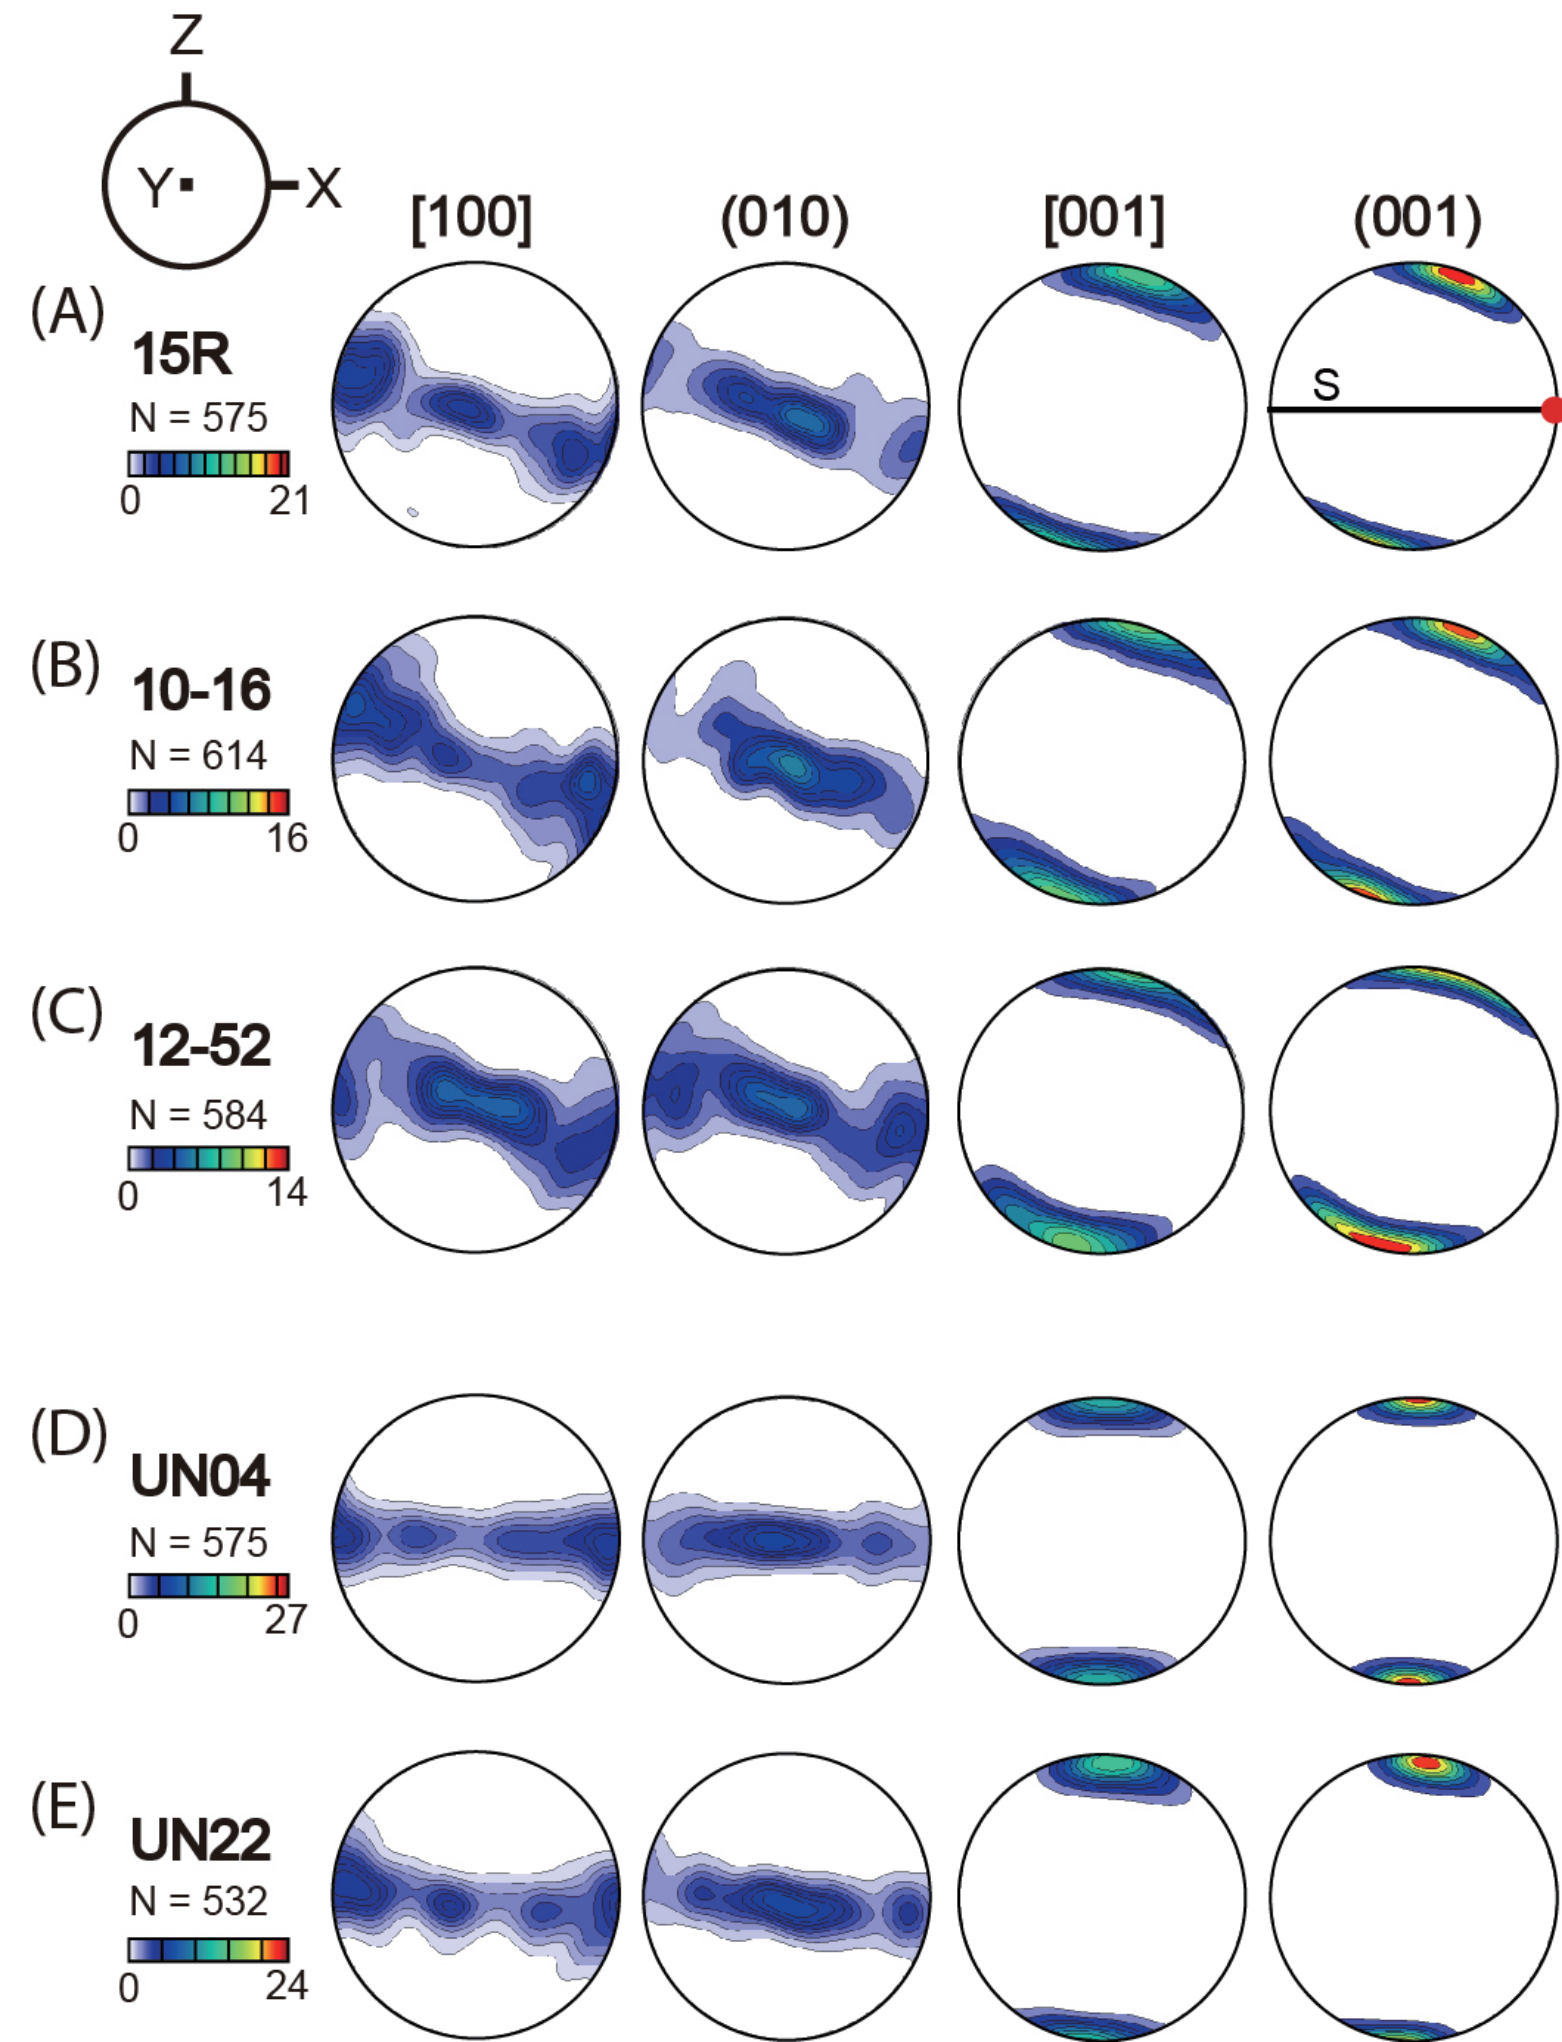 Z
Y
X
[100]
(010)
[001]
(001)
(A)
15R
N = 575
0
21
S
(B)
10-16
N = 614
0
16
(C)
12-52
N = 584
0
14
(D)
UN04
N = 575
0
27
(E)
UN22
N = 532
0
24